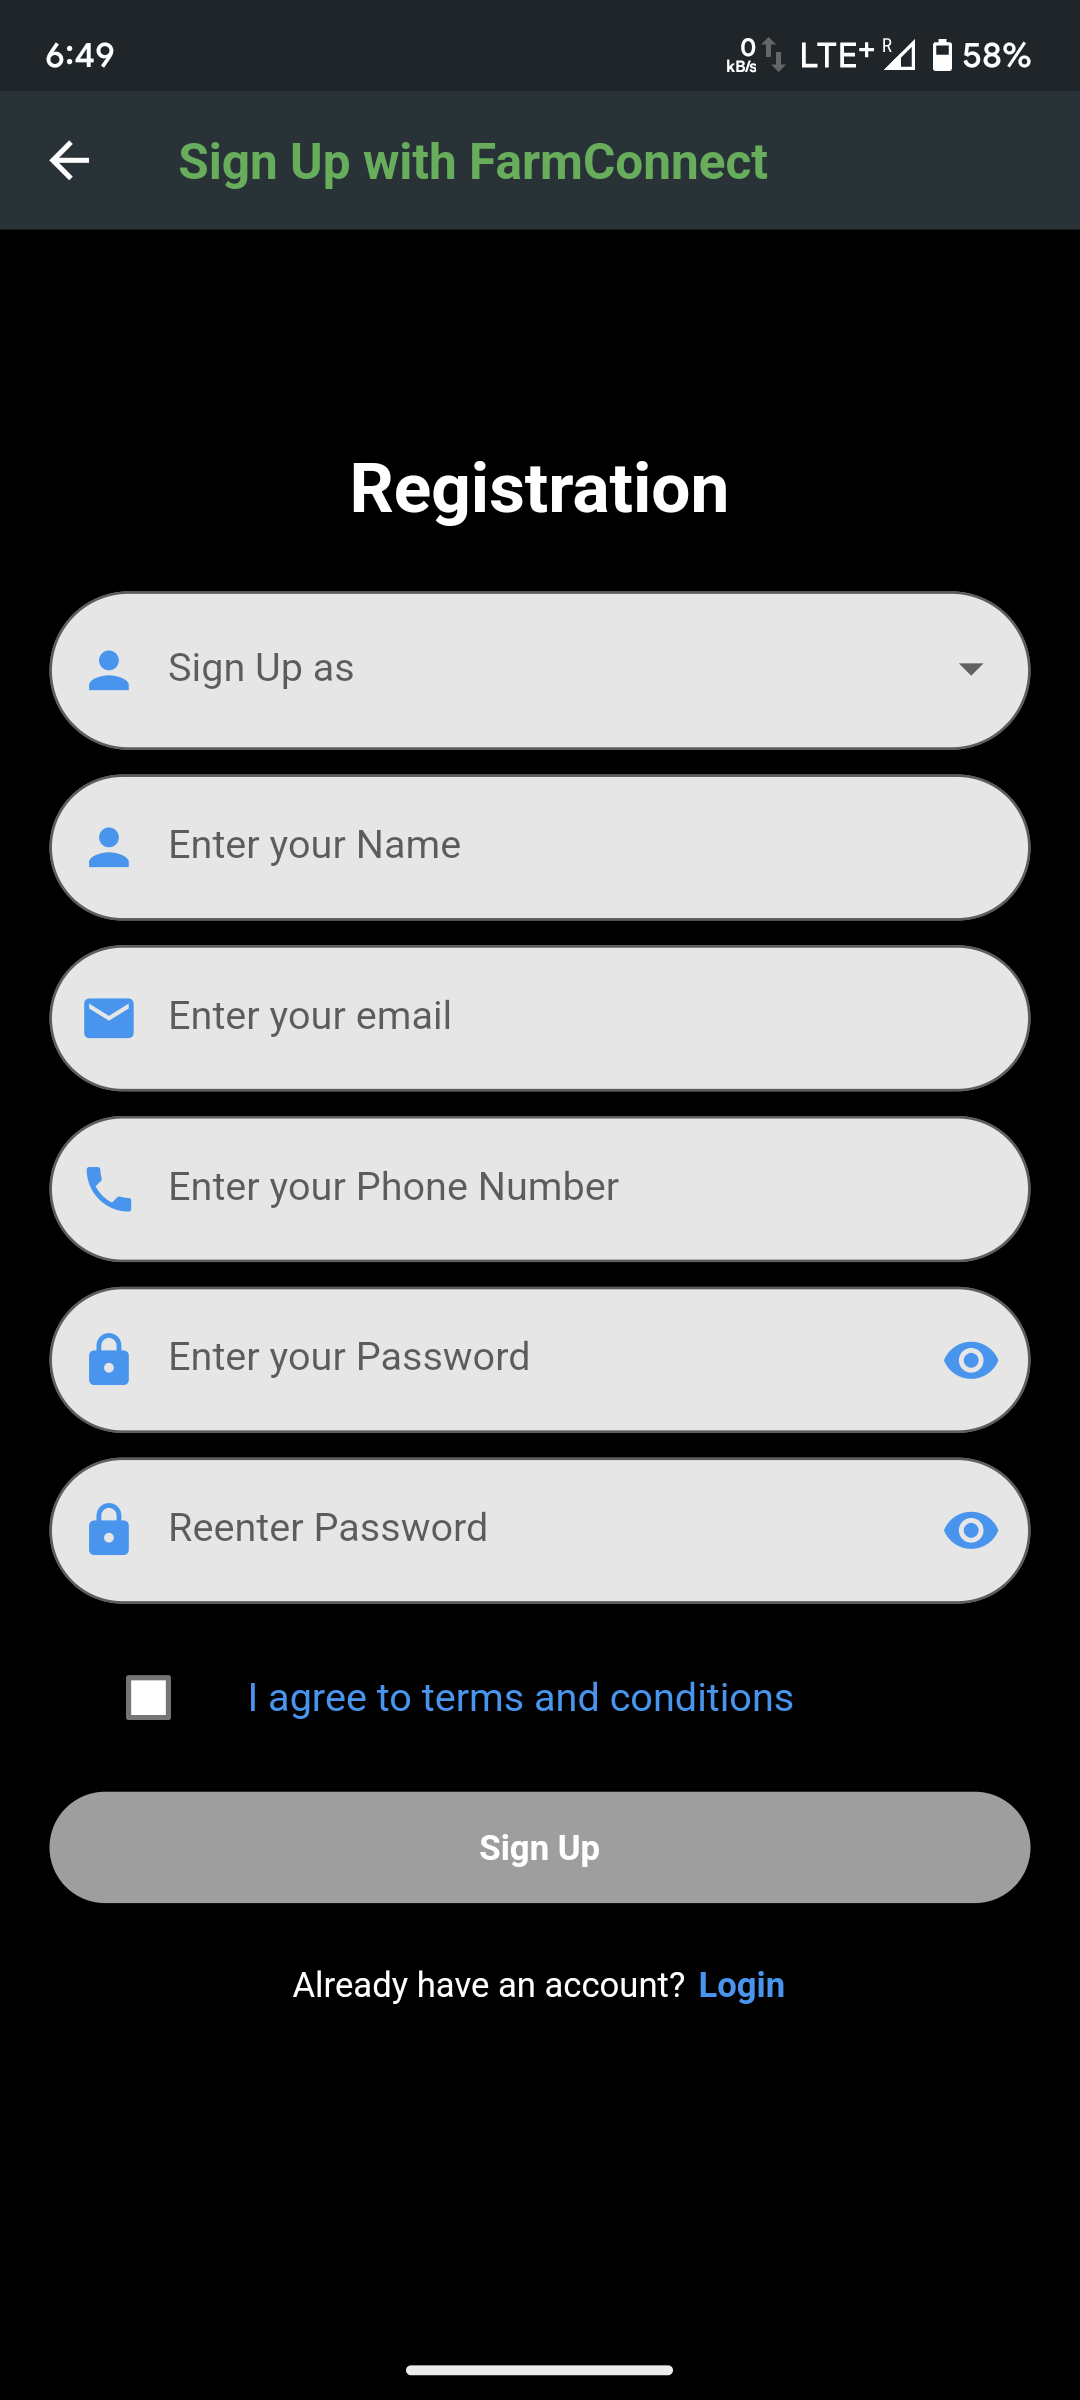 6:49
0 kB/s LTE+ R 58%
Sign Up with FarmConnect
Registration
Sign Up as
Enter your Name
Enter your email
Enter your Phone Number
Enter your Password
Reenter Password
I agree to terms and conditions
Sign Up
Already have an account? Login